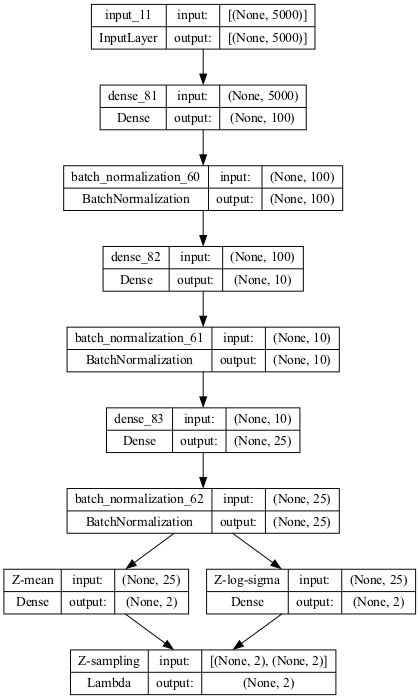 input_11 input: [(None, 5000)]
InputLayer output: [(None, 5000)]
dense_81 input: (None, 5000)
Dense output: (None, 100)
batch_normalization_60 input: (None, 100)
BatchNormalization output: (None, 100)
dense_82 input: (None, 100)
Dense output: (None, 10)
batch_normalization_61 input: (None, 10)
BatchNormalization output: (None, 10)
dense_83 input: (None, 10)
Dense output: (None, 25)
batch_normalization_62 input: (None, 25)
BatchNormalization output: (None, 25)
Z-mean input: (None, 25)
Dense output: (None, 2)
Z-log-sigma input: (None, 25)
Dense output: (None, 2)
Z-sampling input: [(None, 2), (None, 2)]
Lambda output: (None, 2)